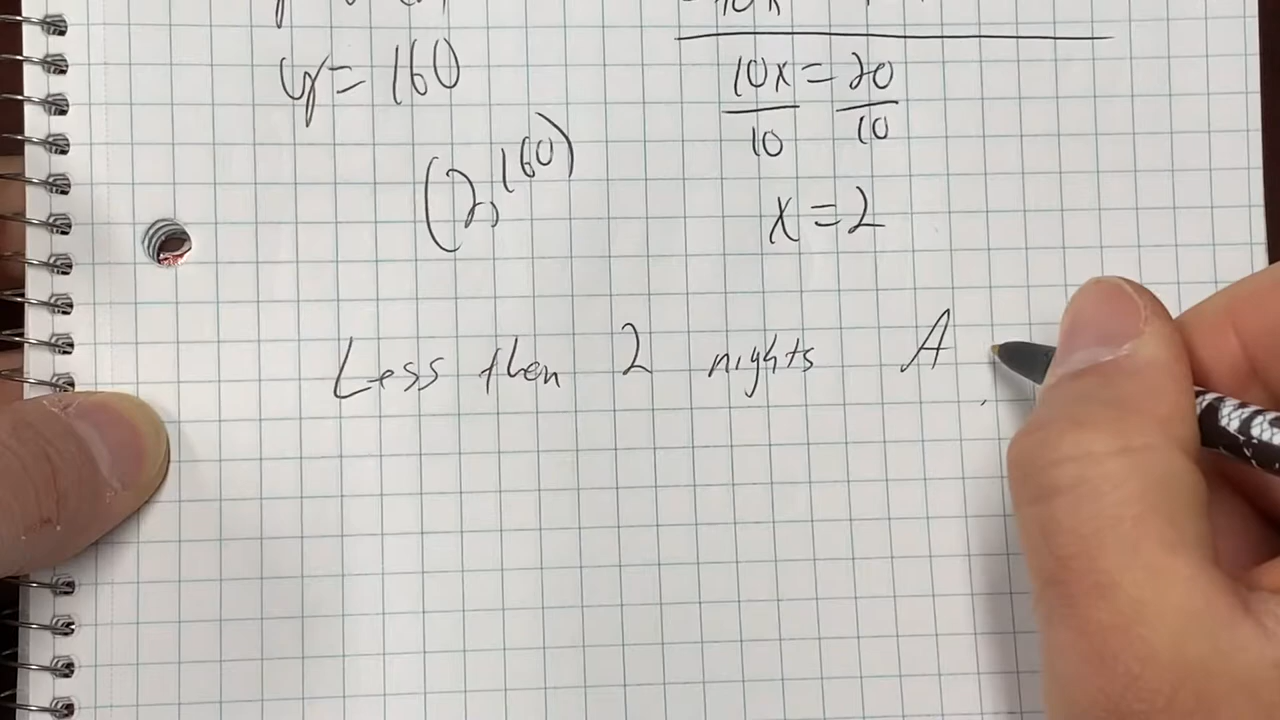 y = 160
10x = 20
10 10
(2, 160)
x = 2
Less then 2 nights A